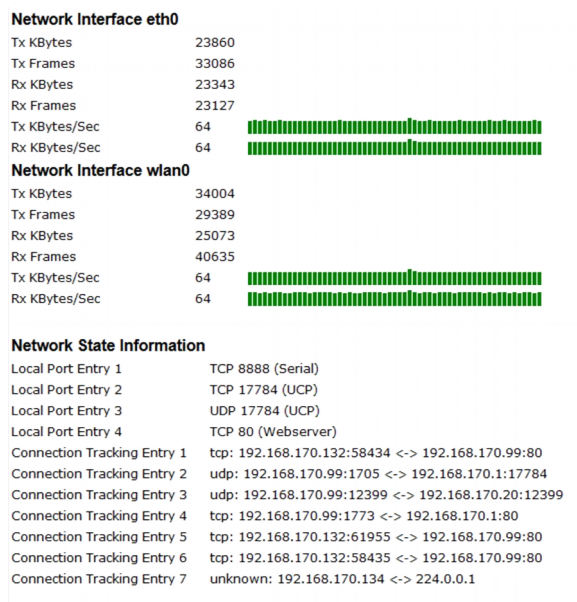 Network Interface eth0
Tx KBytes 23860
Tx Frames 33086
Rx KBytes 23343
Rx Frames 23127
Tx KBytes/Sec 64
Rx KBytes/Sec 64
Network Interface wlan0
Tx KBytes 34004
Tx Frames 29389
Rx KBytes 25073
Rx Frames 40635
Tx KBytes/Sec 64
Rx KBytes/Sec 64
Network State Information
Local Port Entry 1 TCP 8888 (Serial)
Local Port Entry 2 TCP 17784 (UCP)
Local Port Entry 3 UDP 17784 (UCP)
Local Port Entry 4 TCP 80 (Webserver)
Connection Tracking Entry 1 tcp: 192.168.170.132:58434 <-> 192.168.170.99:80
Connection Tracking Entry 2 udp: 192.168.170.99:1705 <-> 192.168.170.1:17784
Connection Tracking Entry 3 udp: 192.168.170.99:12399 <-> 192.168.170.20:12399
Connection Tracking Entry 4 tcp: 192.168.170.99:1773 <-> 192.168.170.1:80
Connection Tracking Entry 5 tcp: 192.168.170.132:61955 <-> 192.168.170.99:80
Connection Tracking Entry 6 tcp: 192.168.170.132:58435 <-> 192.168.170.99:80
Connection Tracking Entry 7 unknown: 192.168.170.134 <-> 224.0.0.1